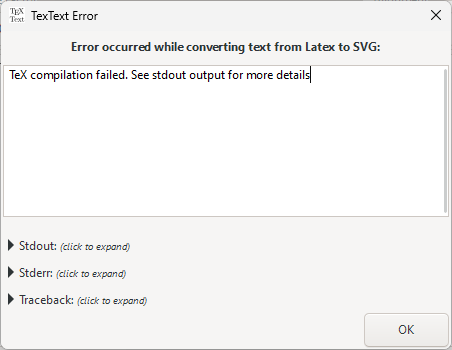 TEX
Text
TexText Error
Error occurred while converting text from Latex to SVG:
TeX compilation failed. See stdout output for more details
Stdout: (click to expand)
Stderr: (click to expand)
Traceback: (click to expand)
OK